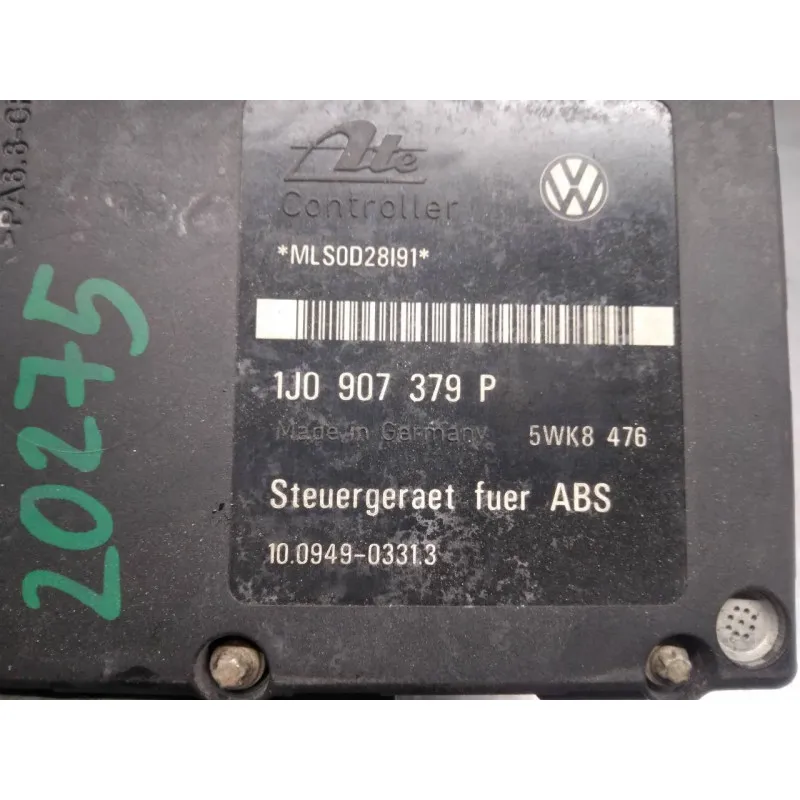 Ate
Controller
*MLS0D28I91*
1J0 907 379 P
Made in Germany
5WK8 476
Steuergeraet fuer ABS
10.0949-0331.3
20275